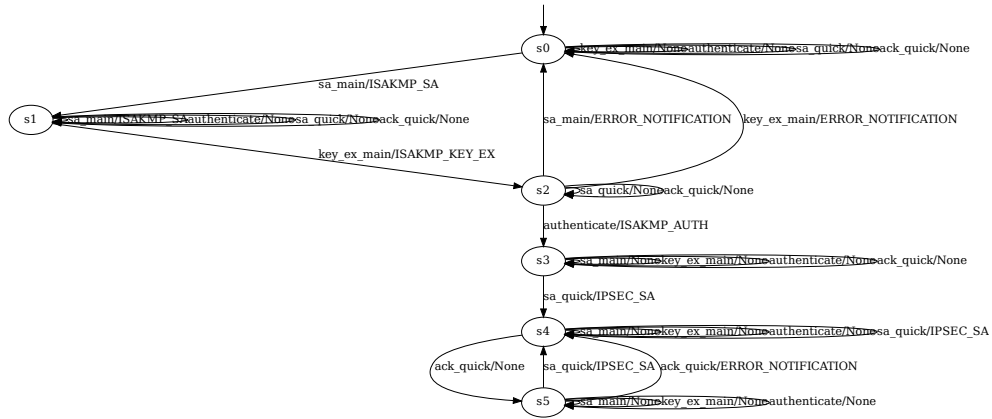 s0
key_ex_main/None authenticate/None sa_quick/None ack_quick/None
sa_main/ISAKMP_SA
s1
sa_main/ISAKMP_SA authenticate/None sa_quick/None ack_quick/None
sa_main/ERROR_NOTIFICATION
key_ex_main/ERROR_NOTIFICATION
key_ex_main/ISAKMP_KEY_EX
s2
sa_quick/None ack_quick/None
authenticate/ISAKMP_AUTH
s3
sa_main/None key_ex_main/None authenticate/None ack_quick/None
sa_quick/IPSEC_SA
s4
sa_main/None key_ex_main/None authenticate/None sa_quick/IPSEC_SA
ack_quick/None
sa_quick/IPSEC_SA
ack_quick/ERROR_NOTIFICATION
s5
sa_main/None key_ex_main/None authenticate/None